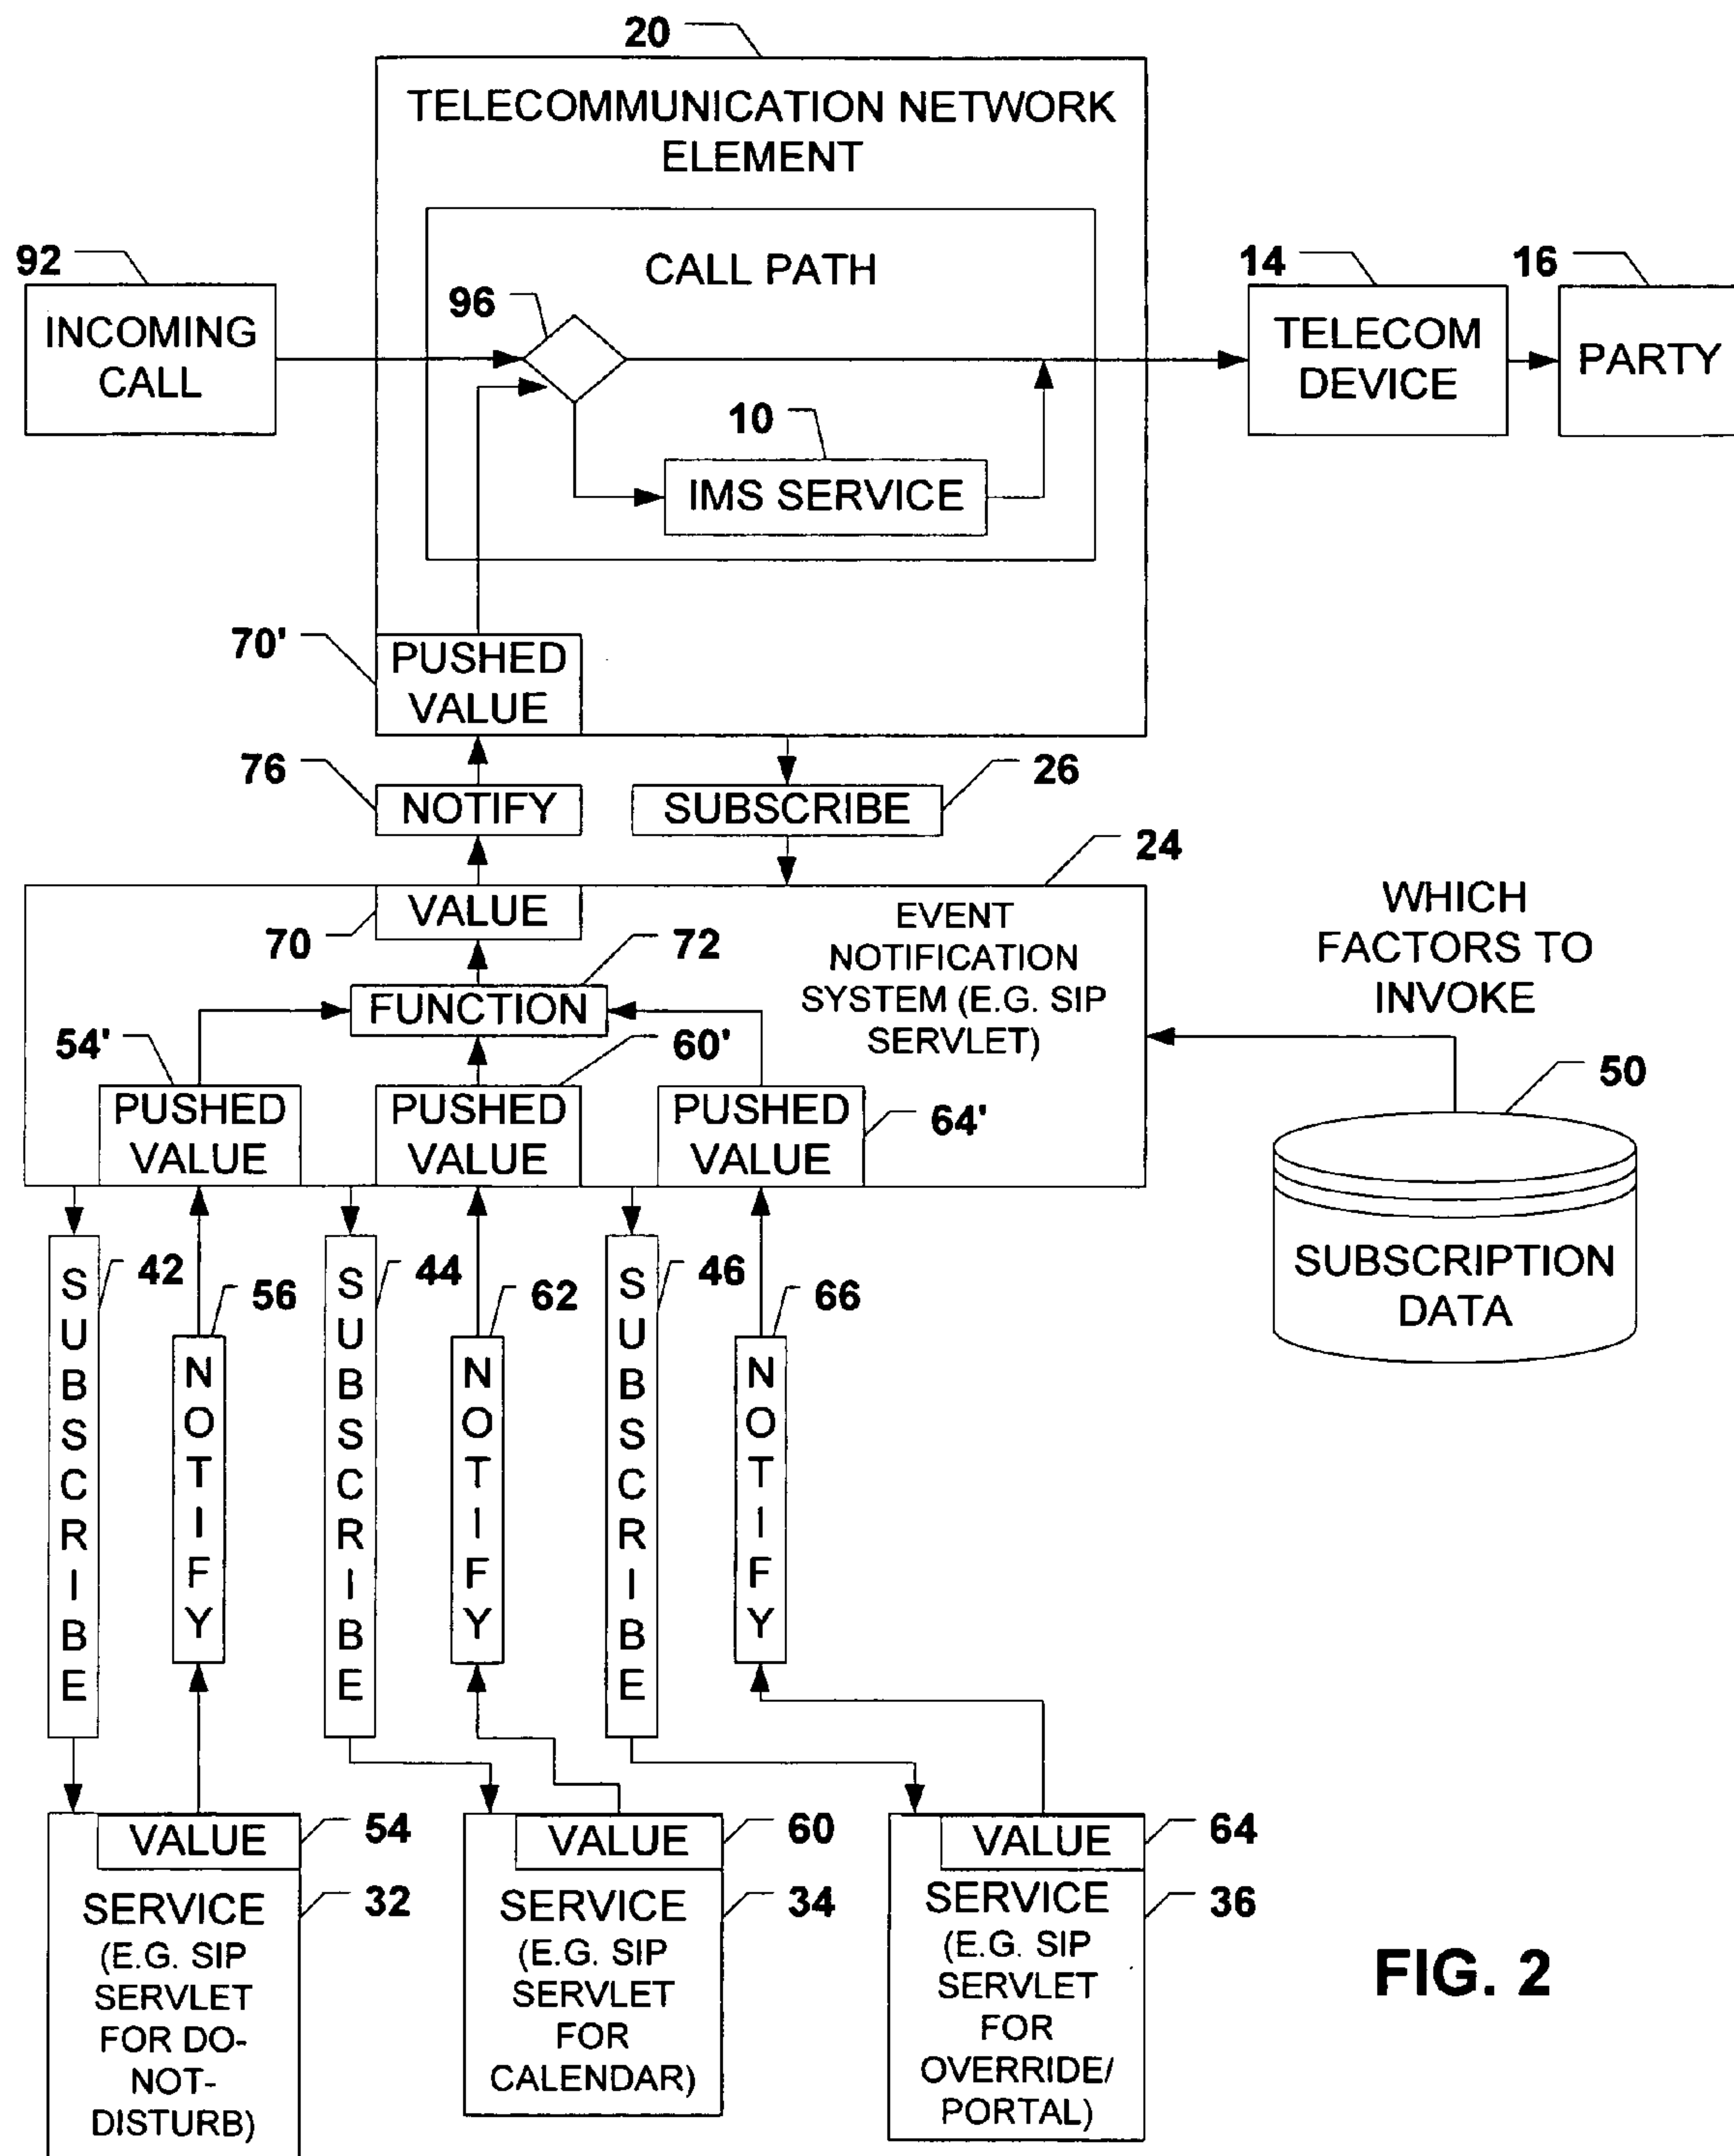 20
TELECOMMUNICATION NETWORK
ELEMENT
92
INCOMING
CALL
CALL PATH
96
10
IMS SERVICE
14
TELECOM
DEVICE
16
PARTY
70'
PUSHED
VALUE
76
NOTIFY
SUBSCRIBE
26
24
VALUE
70
72
FUNCTION
EVENT
NOTIFICATION
SYSTEM (E.G. SIP
SERVLET)
WHICH
FACTORS TO
INVOKE
54'
PUSHED
VALUE
60'
PUSHED
VALUE
PUSHED
VALUE
64'
50
SUBSCRIPTION
DATA
SUBSCRIBE
42
NOTIFY
56
SUBSCRIBE
44
NOTIFY
62
SUBSCRIBE
46
NOTIFY
66
VALUE
54
SERVICE
32
(E.G. SIP
SERVLET
FOR DO-
NOT-
DISTURB)
VALUE
60
SERVICE
34
(E.G. SIP
SERVLET
FOR
CALENDAR)
VALUE
64
SERVICE
36
(E.G. SIP
SERVLET
FOR
OVERRIDE/
PORTAL)
FIG. 2